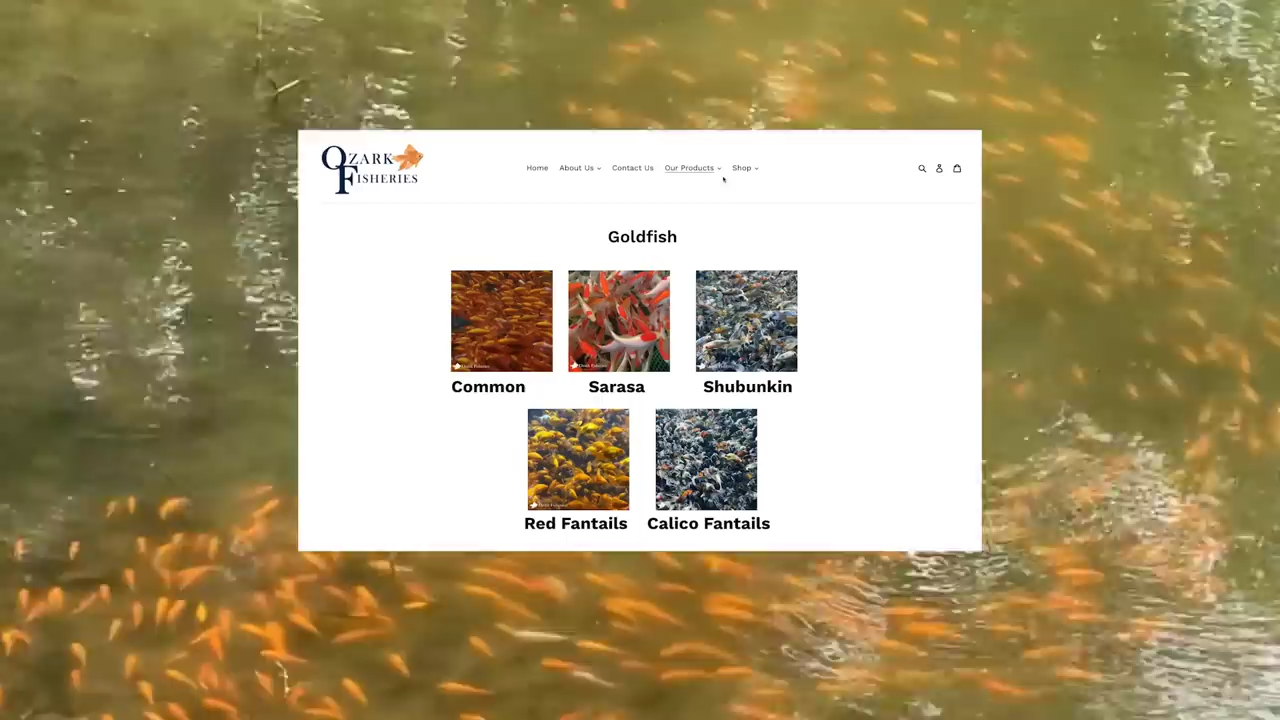 OZARK
FISHERIES
Home About Us Contact Us Our Products Shop
Goldfish
Common Sarasa Shubunkin
Red Fantails Calico Fantails